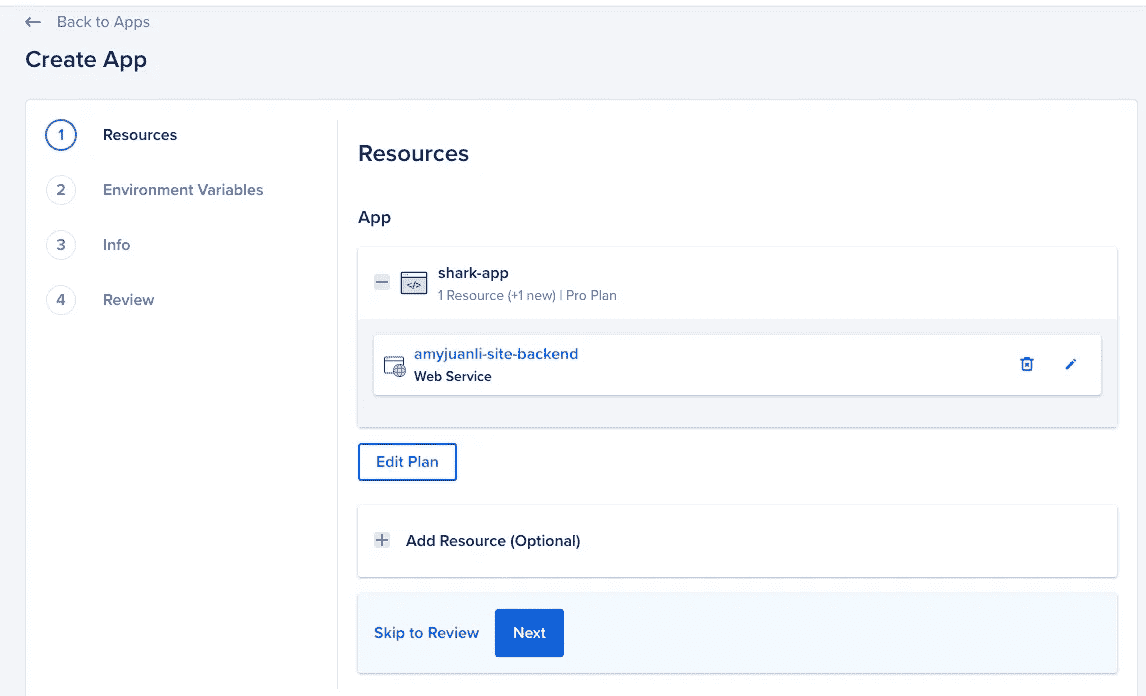 Back to Apps
Create App
1 Resources
2 Environment Variables
3 Info
4 Review
Resources
App
shark-app
1 Resource (+1 new) | Pro Plan
amyjuanli-site-backend
Web Service
Edit Plan
Add Resource (Optional)
Skip to Review Next